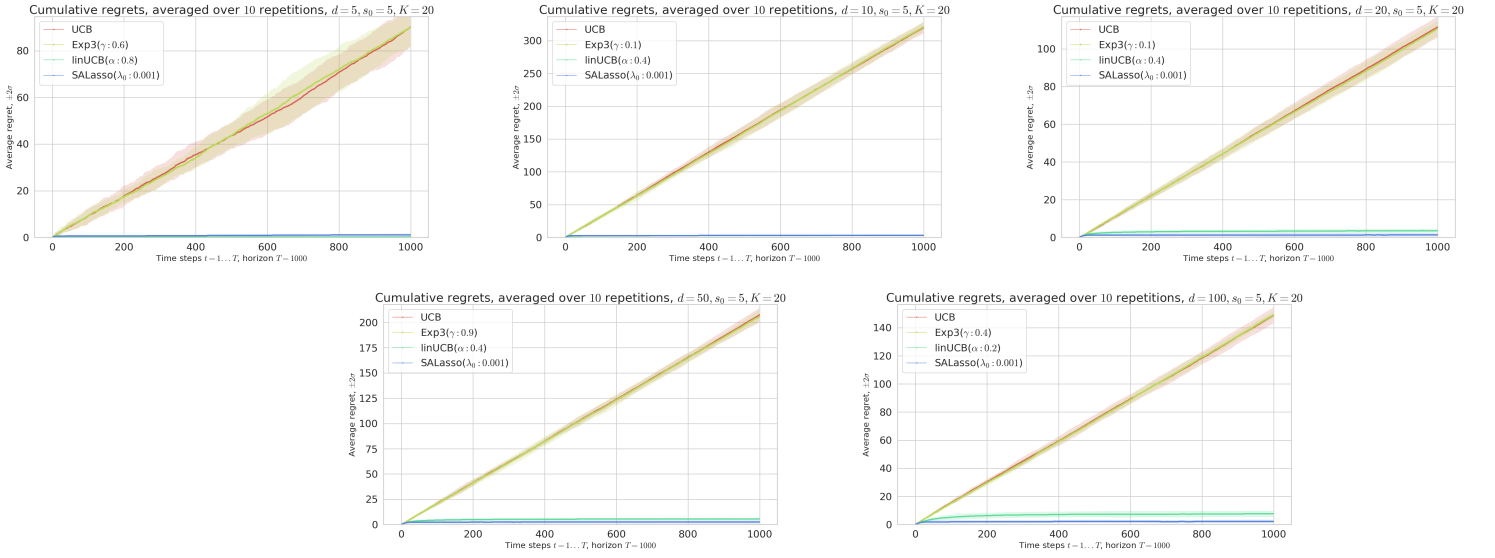 Cumulative regrets, averaged over 10 repetitions, d = 5, s₀ = 5, K = 20
UCB
Exp3(γ : 0.6)
linUCB(α : 0.8)
SALasso(λ₀ : 0.001)
Average regret, ±2σ
80
60
40
20
0
0 200 400 600 800 1000
Time steps t − 1 . . . T, horizon T − 1000
Cumulative regrets, averaged over 10 repetitions, d = 10, s₀ = 5, K = 20
UCB
Exp3(γ : 0.1)
linUCB(α : 0.4)
SALasso(λ₀ : 0.001)
Average regret, ±2σ
300
250
200
150
100
50
0
0 200 400 600 800 1000
Time steps t − 1 . . . T, horizon T − 1000
Cumulative regrets, averaged over 10 repetitions, d = 20, s₀ = 5, K = 20
UCB
Exp3(γ : 0.1)
linUCB(α : 0.4)
SALasso(λ₀ : 0.001)
Average regret, ±2σ
100
80
60
40
20
0
0 200 400 600 800 1000
Time steps t − 1 . . . T, horizon T − 1000
Cumulative regrets, averaged over 10 repetitions, d = 50, s₀ = 5, K = 20
UCB
Exp3(γ : 0.9)
linUCB(α : 0.4)
SALasso(λ₀ : 0.001)
Average regret, ±2σ
200
175
150
125
100
75
50
25
0
0 200 400 600 800 1000
Time steps t − 1 . . . T, horizon T − 1000
Cumulative regrets, averaged over 10 repetitions, d = 100, s₀ = 5, K = 20
UCB
Exp3(γ : 0.4)
linUCB(α : 0.2)
SALasso(λ₀ : 0.001)
Average regret, ±2σ
140
120
100
80
60
40
20
0
0 200 400 600 800 1000
Time steps t − 1 . . . T, horizon T − 1000